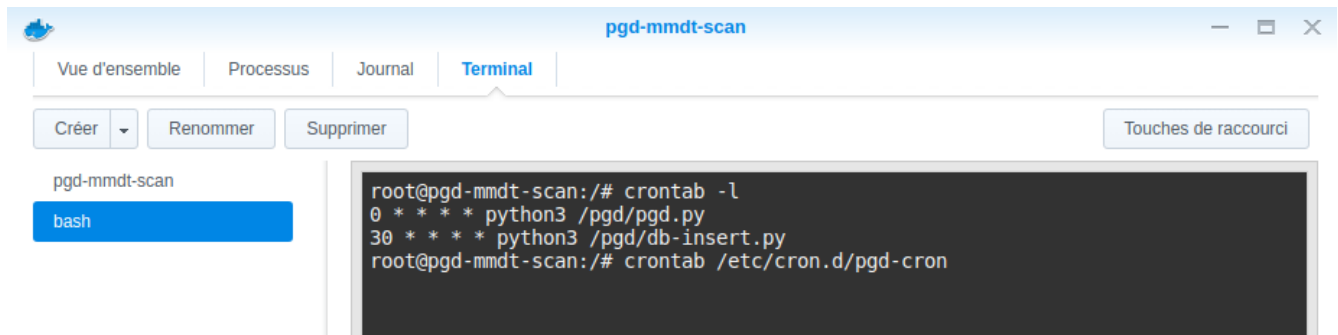 pgd-mmdt-scan
Vue d'ensemble Processus Journal Terminal
Créer Renommer Supprimer Touches de raccourci
pgd-mmdt-scan
bash
root@pgd-mmdt-scan:/# crontab -l
0 * * * * python3 /pgd/pgd.py
30 * * * * python3 /pgd/db-insert.py
root@pgd-mmdt-scan:/# crontab /etc/cron.d/pgd-cron